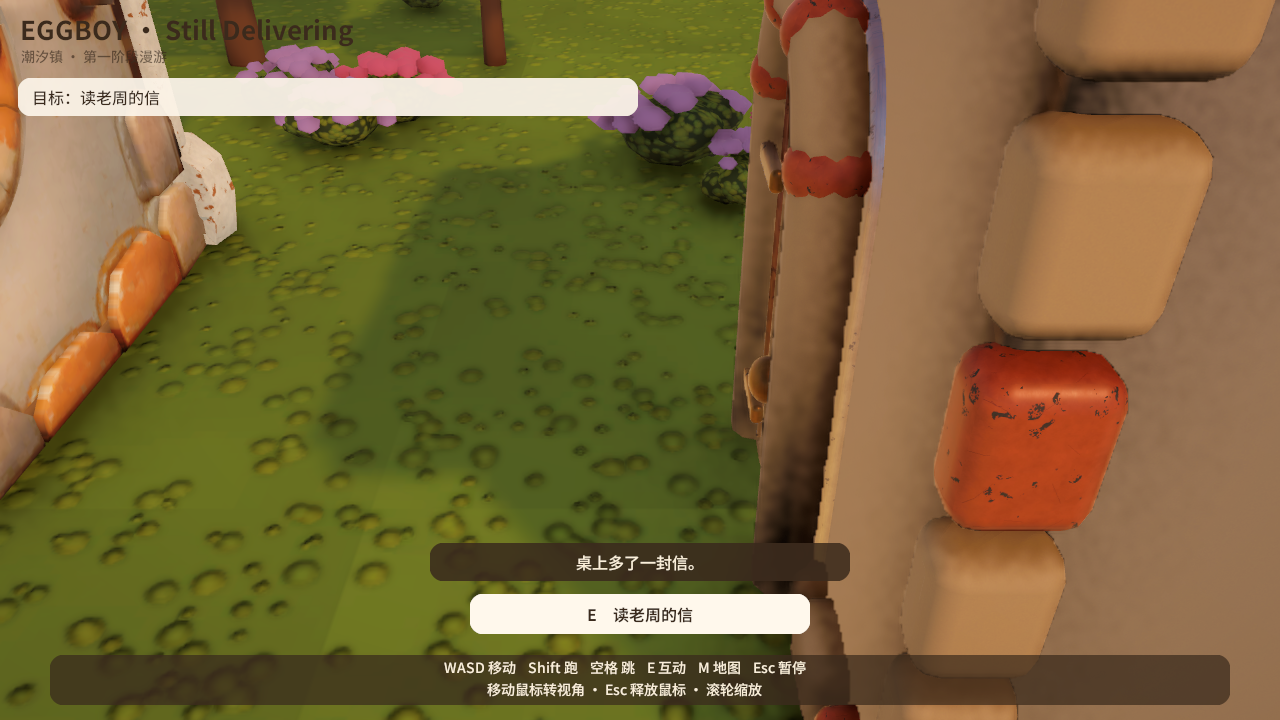 EGGBOY · Still Delivering
潮汐镇 · 第一阶段漫游
目标：读老周的信
桌上多了一封信。
E 读老周的信
WASD 移动 Shift 跑 空格 跳 E 互动 M 地图 Esc 暂停
移动鼠标转视角 · Esc 释放鼠标 · 滚轮缩放